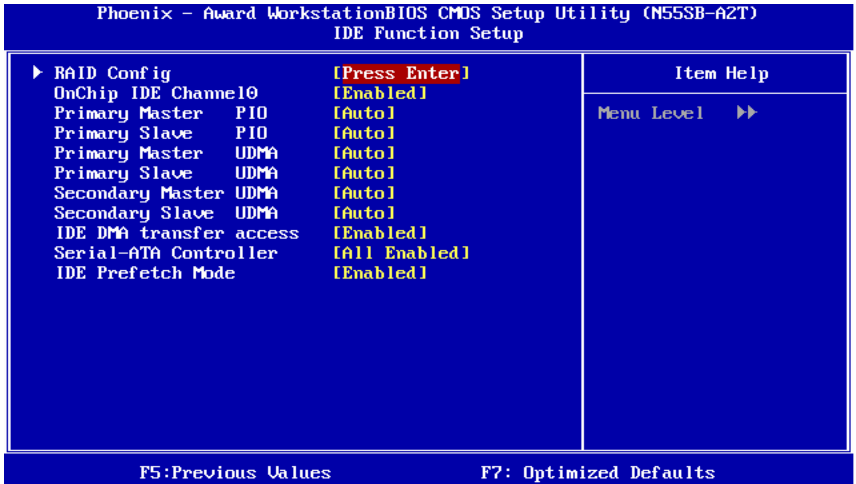 Phoenix - Award WorkstationBIOS CMOS Setup Utility (N55SB-A2T)
IDE Function Setup
RAID Config [Press Enter]
OnChip IDE Channel0 [Enabled]
Primary Master PIO [Auto]
Primary Slave PIO [Auto]
Primary Master UDMA [Auto]
Primary Slave UDMA [Auto]
Secondary Master UDMA [Auto]
Secondary Slave UDMA [Auto]
IDE DMA transfer access [Enabled]
Serial-ATA Controller [All Enabled]
IDE Prefetch Mode [Enabled]
Item Help
Menu Level
F5:Previous Values F7: Optimized Defaults